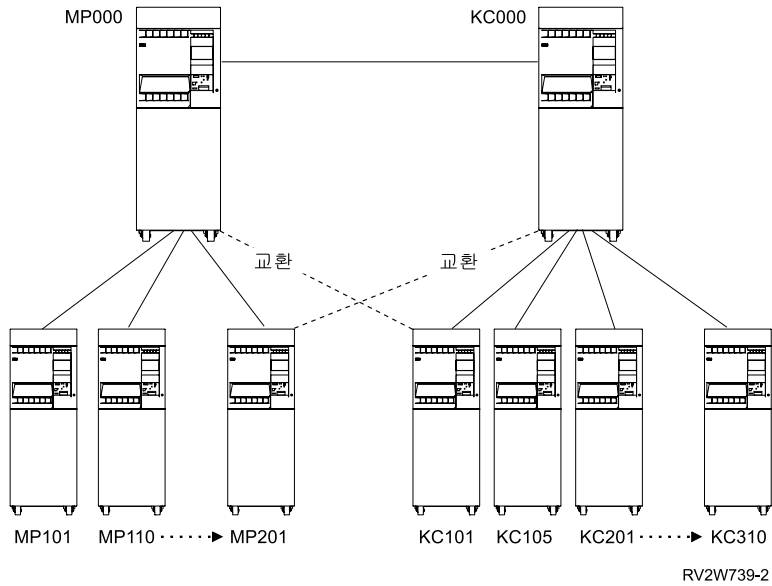 MP000
KC000
교환
교환
MP101
MP110
MP201
KC101
KC105
KC201
KC310
RV2W739-2